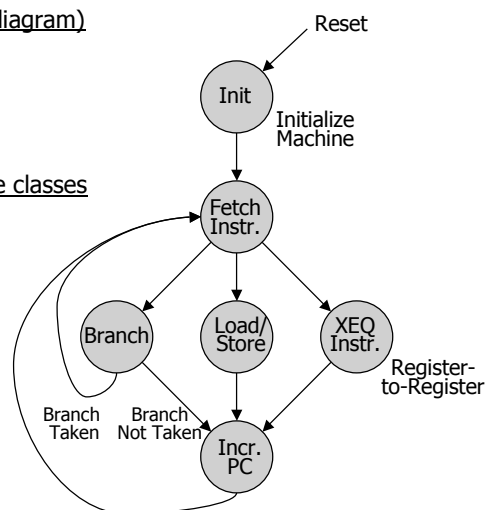 diagram)
Reset
Init
Initialize
Machine
e classes
Fetch
Instr.
Branch
Load/
Store
XEQ
Instr.
Register-
to-Register
Branch
Taken
Branch
Not Taken
Incr.
PC